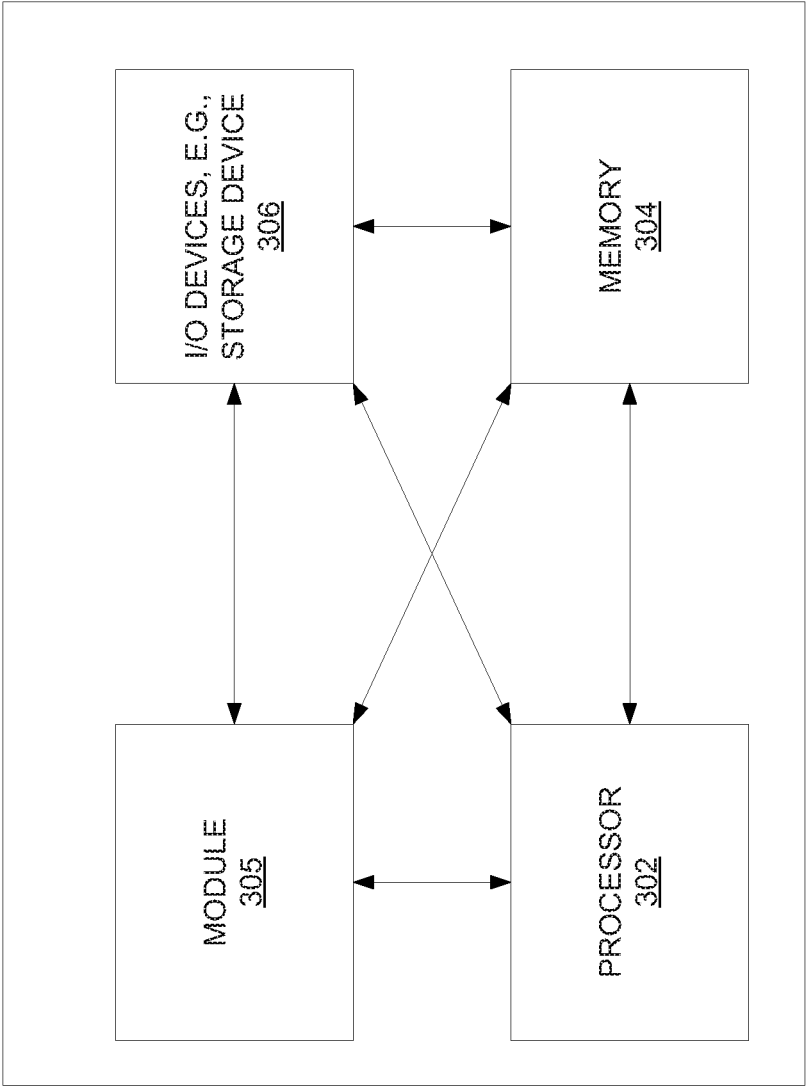 MODULE
305
I/O DEVICES, E.G.,
STORAGE DEVICE
306
PROCESSOR
302
MEMORY
304